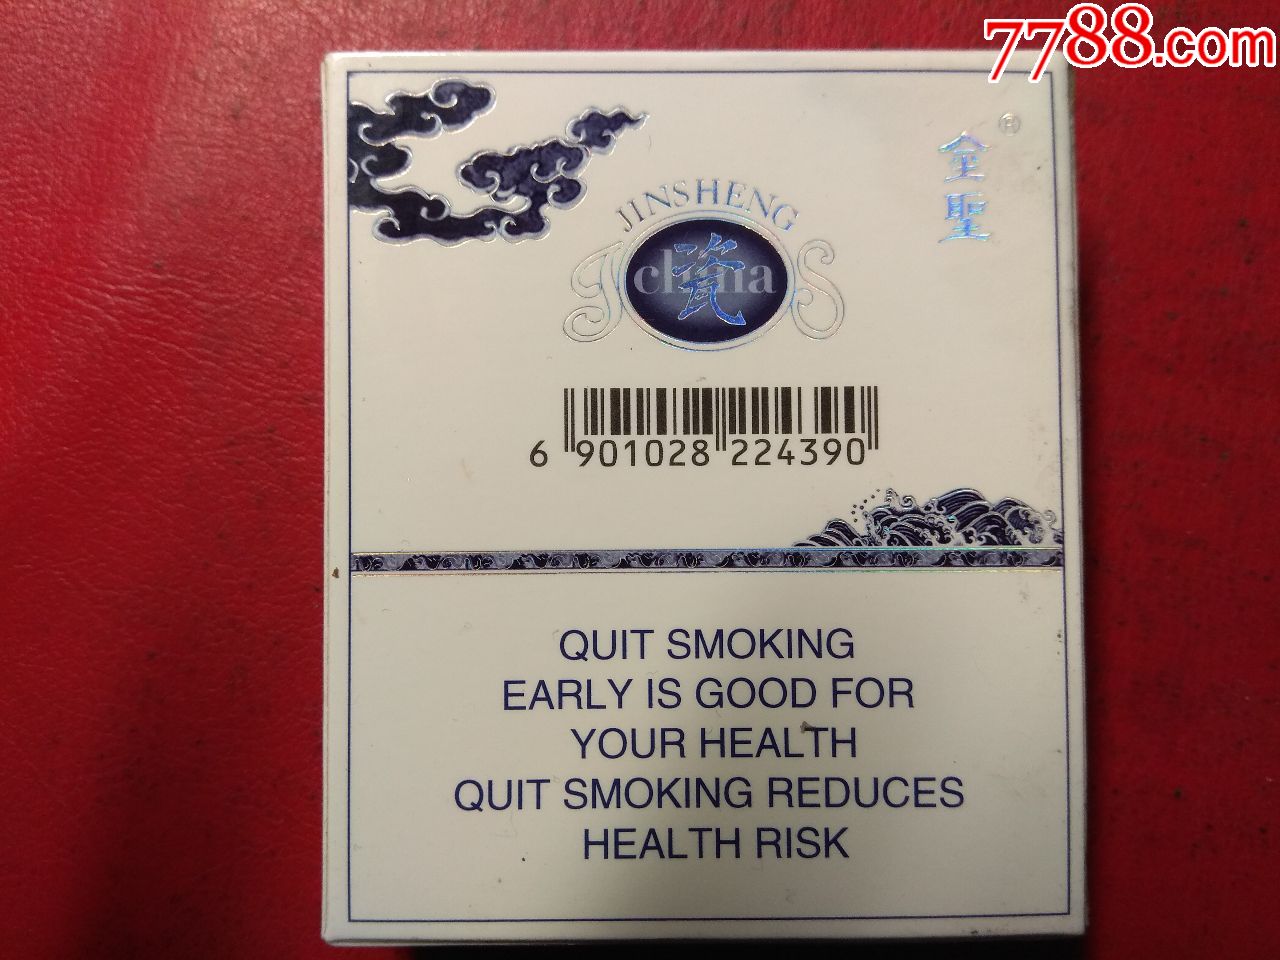 7788.com
金聖
®
JINSHENG
J S
china
瓷
6 901028 224390
QUIT SMOKING
EARLY IS GOOD FOR
YOUR HEALTH
QUIT SMOKING REDUCES
HEALTH RISK